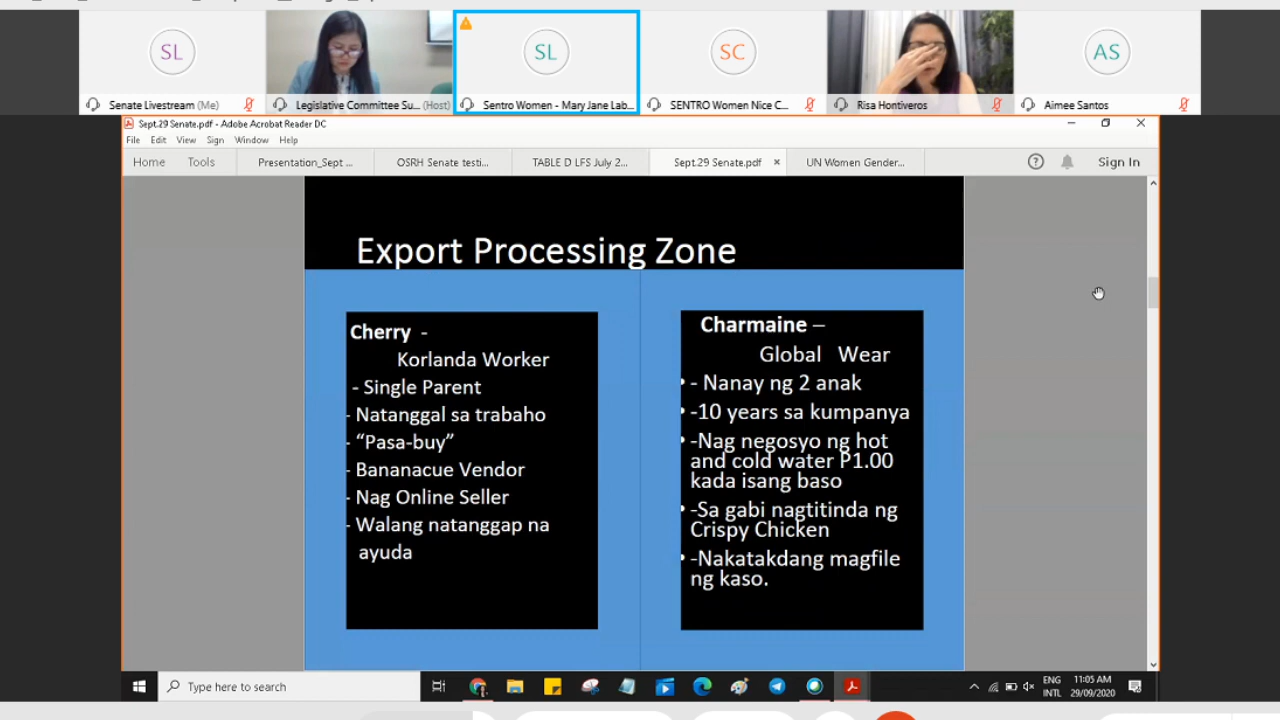 SL
SL
SC
AS
Senate Livestream (Me)
Legislative Committee Su... (Host)
Sentro Women - Mary Jane Lab...
SENTRO Women Nice C...
Risa Hontiveros
Aimee Santos
Sept.29 Senate.pdf - Adobe Acrobat Reader DC
File Edit View Sign Window Help
Home Tools Presentation_Sept ... OSRH Senate testi... TABLE D LFS July 2... Sept.29 Senate.pdf × UN Women Gender... Sign In
Export Processing Zone
Cherry -
Korlanda Worker
- Single Parent
- Natanggal sa trabaho
- “Pasa-buy”
- Bananacue Vendor
- Nag Online Seller
- Walang natanggap na
ayuda
Charmaine –
Global Wear
• - Nanay ng 2 anak
• -10 years sa kumpanya
• -Nag negosyo ng hot
and cold water P1.00
kada isang baso
• -Sa gabi nagtitinda ng
Crispy Chicken
• -Nakatakdang magfile
ng kaso.
Type here to search
ENG
INTL
11:05 AM
29/09/2020